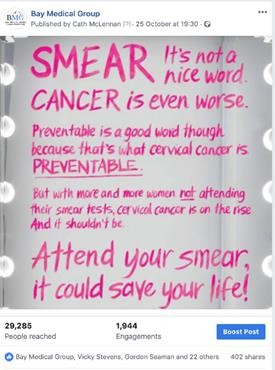 Bay Medical Group
BMG
Published by Cath McLennan [?] · 25 October at 19:30 ·
SMEAR It's not a
nice word.
CANCER is even worse.
Preventable is a good word though
because that's what cervical cancer is.
PREVENTABLE.
But with more and more women not attending
their smear tests, cervical cancer is on the rise
And it shouldn't be.
Attend your smear,
it could save your life!
29,285
People reached
1,944
Engagements
Boost Post
Bay Medical Group, Vicky Stevens, Gordon Seaman and 22 others
402 shares